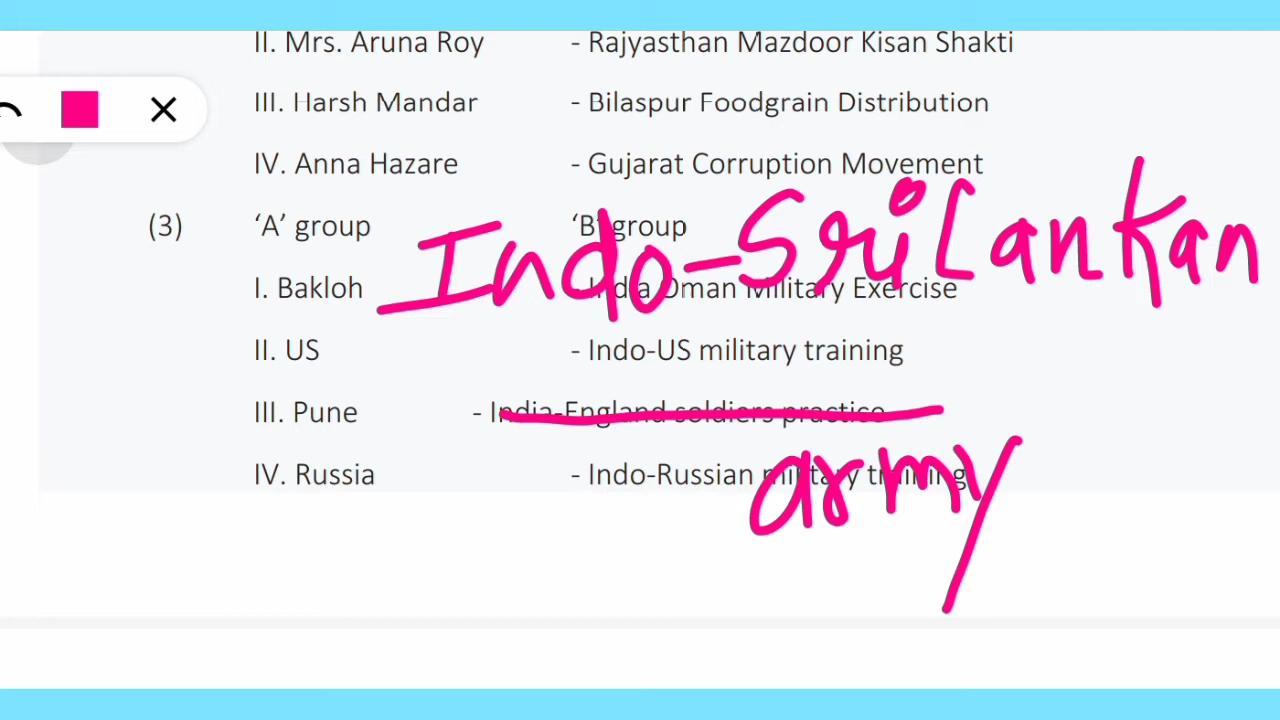 II. Mrs. Aruna Roy - Rajyasthan Mazdoor Kisan Shakti
III. Harsh Mandar - Bilaspur Foodgrain Distribution
IV. Anna Hazare - Gujarat Corruption Movement
(3) ‘A’ group ‘B’ group
Indo-SriLankan
I. Bakloh - India Oman Military Exercise
II. US - Indo-US military training
III. Pune - India-England soldiers practice
IV. Russia - Indo-Russian military training
army